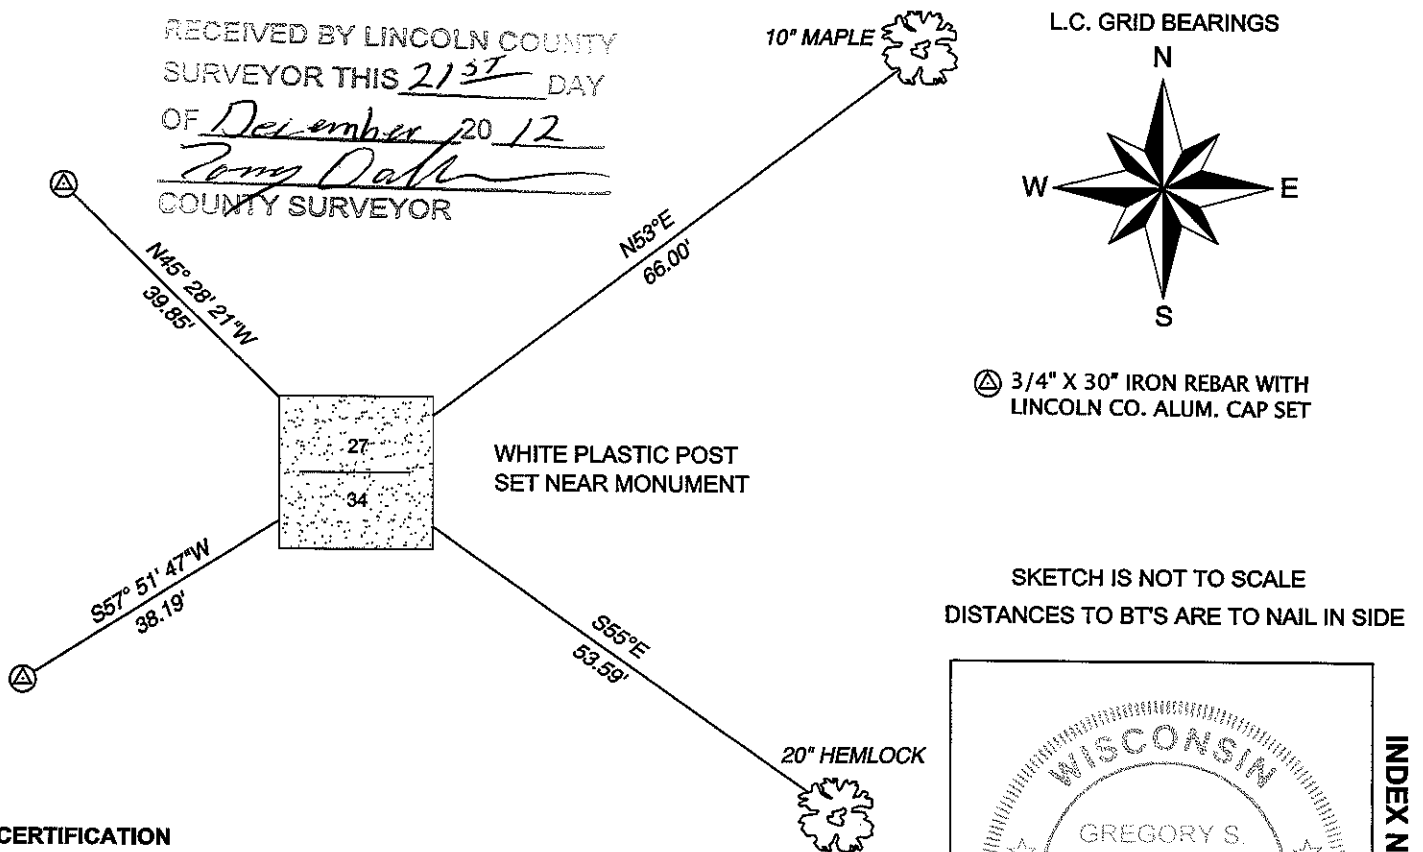 RECEIVED BY LINCOLN COUNTY
SURVEYOR THIS 21ST DAY
OF December 2012
COUNTY SURVEYOR
10" MAPLE
L.C. GRID BEARINGS
N
W
E
S
N45° 28' 21"W
39.85'
N53°E
66.00'
3/4" X 30" IRON REBAR WITH
LINCOLN CO. ALUM. CAP SET
27
34
WHITE PLASTIC POST
SET NEAR MONUMENT
S57° 51' 47"W
38.19'
S55°E
53.59'
SKETCH IS NOT TO SCALE
DISTANCES TO BT'S ARE TO NAIL IN SIDE
20" HEMLOCK
WISCONSIN
GREGORY S.
INDEX N
CERTIFICATION